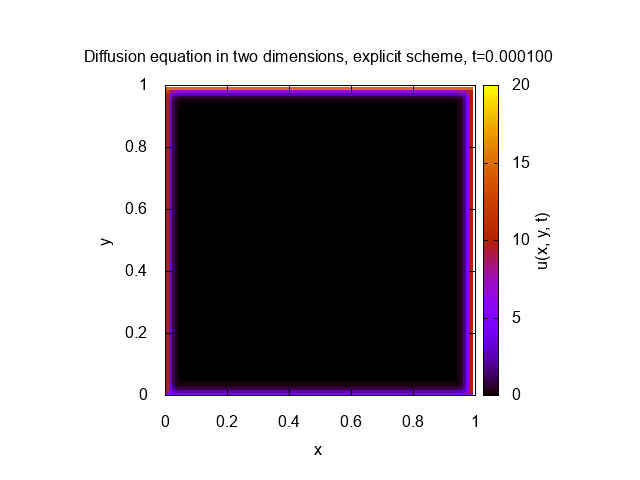 Diffusion equation in two dimensions, explicit scheme, t=0.000100
1
0.8
0.6
0.4
0.2
0
y
0 0.2 0.4 0.6 0.8 1
x
20
15
10
5
0
u(x, y, t)